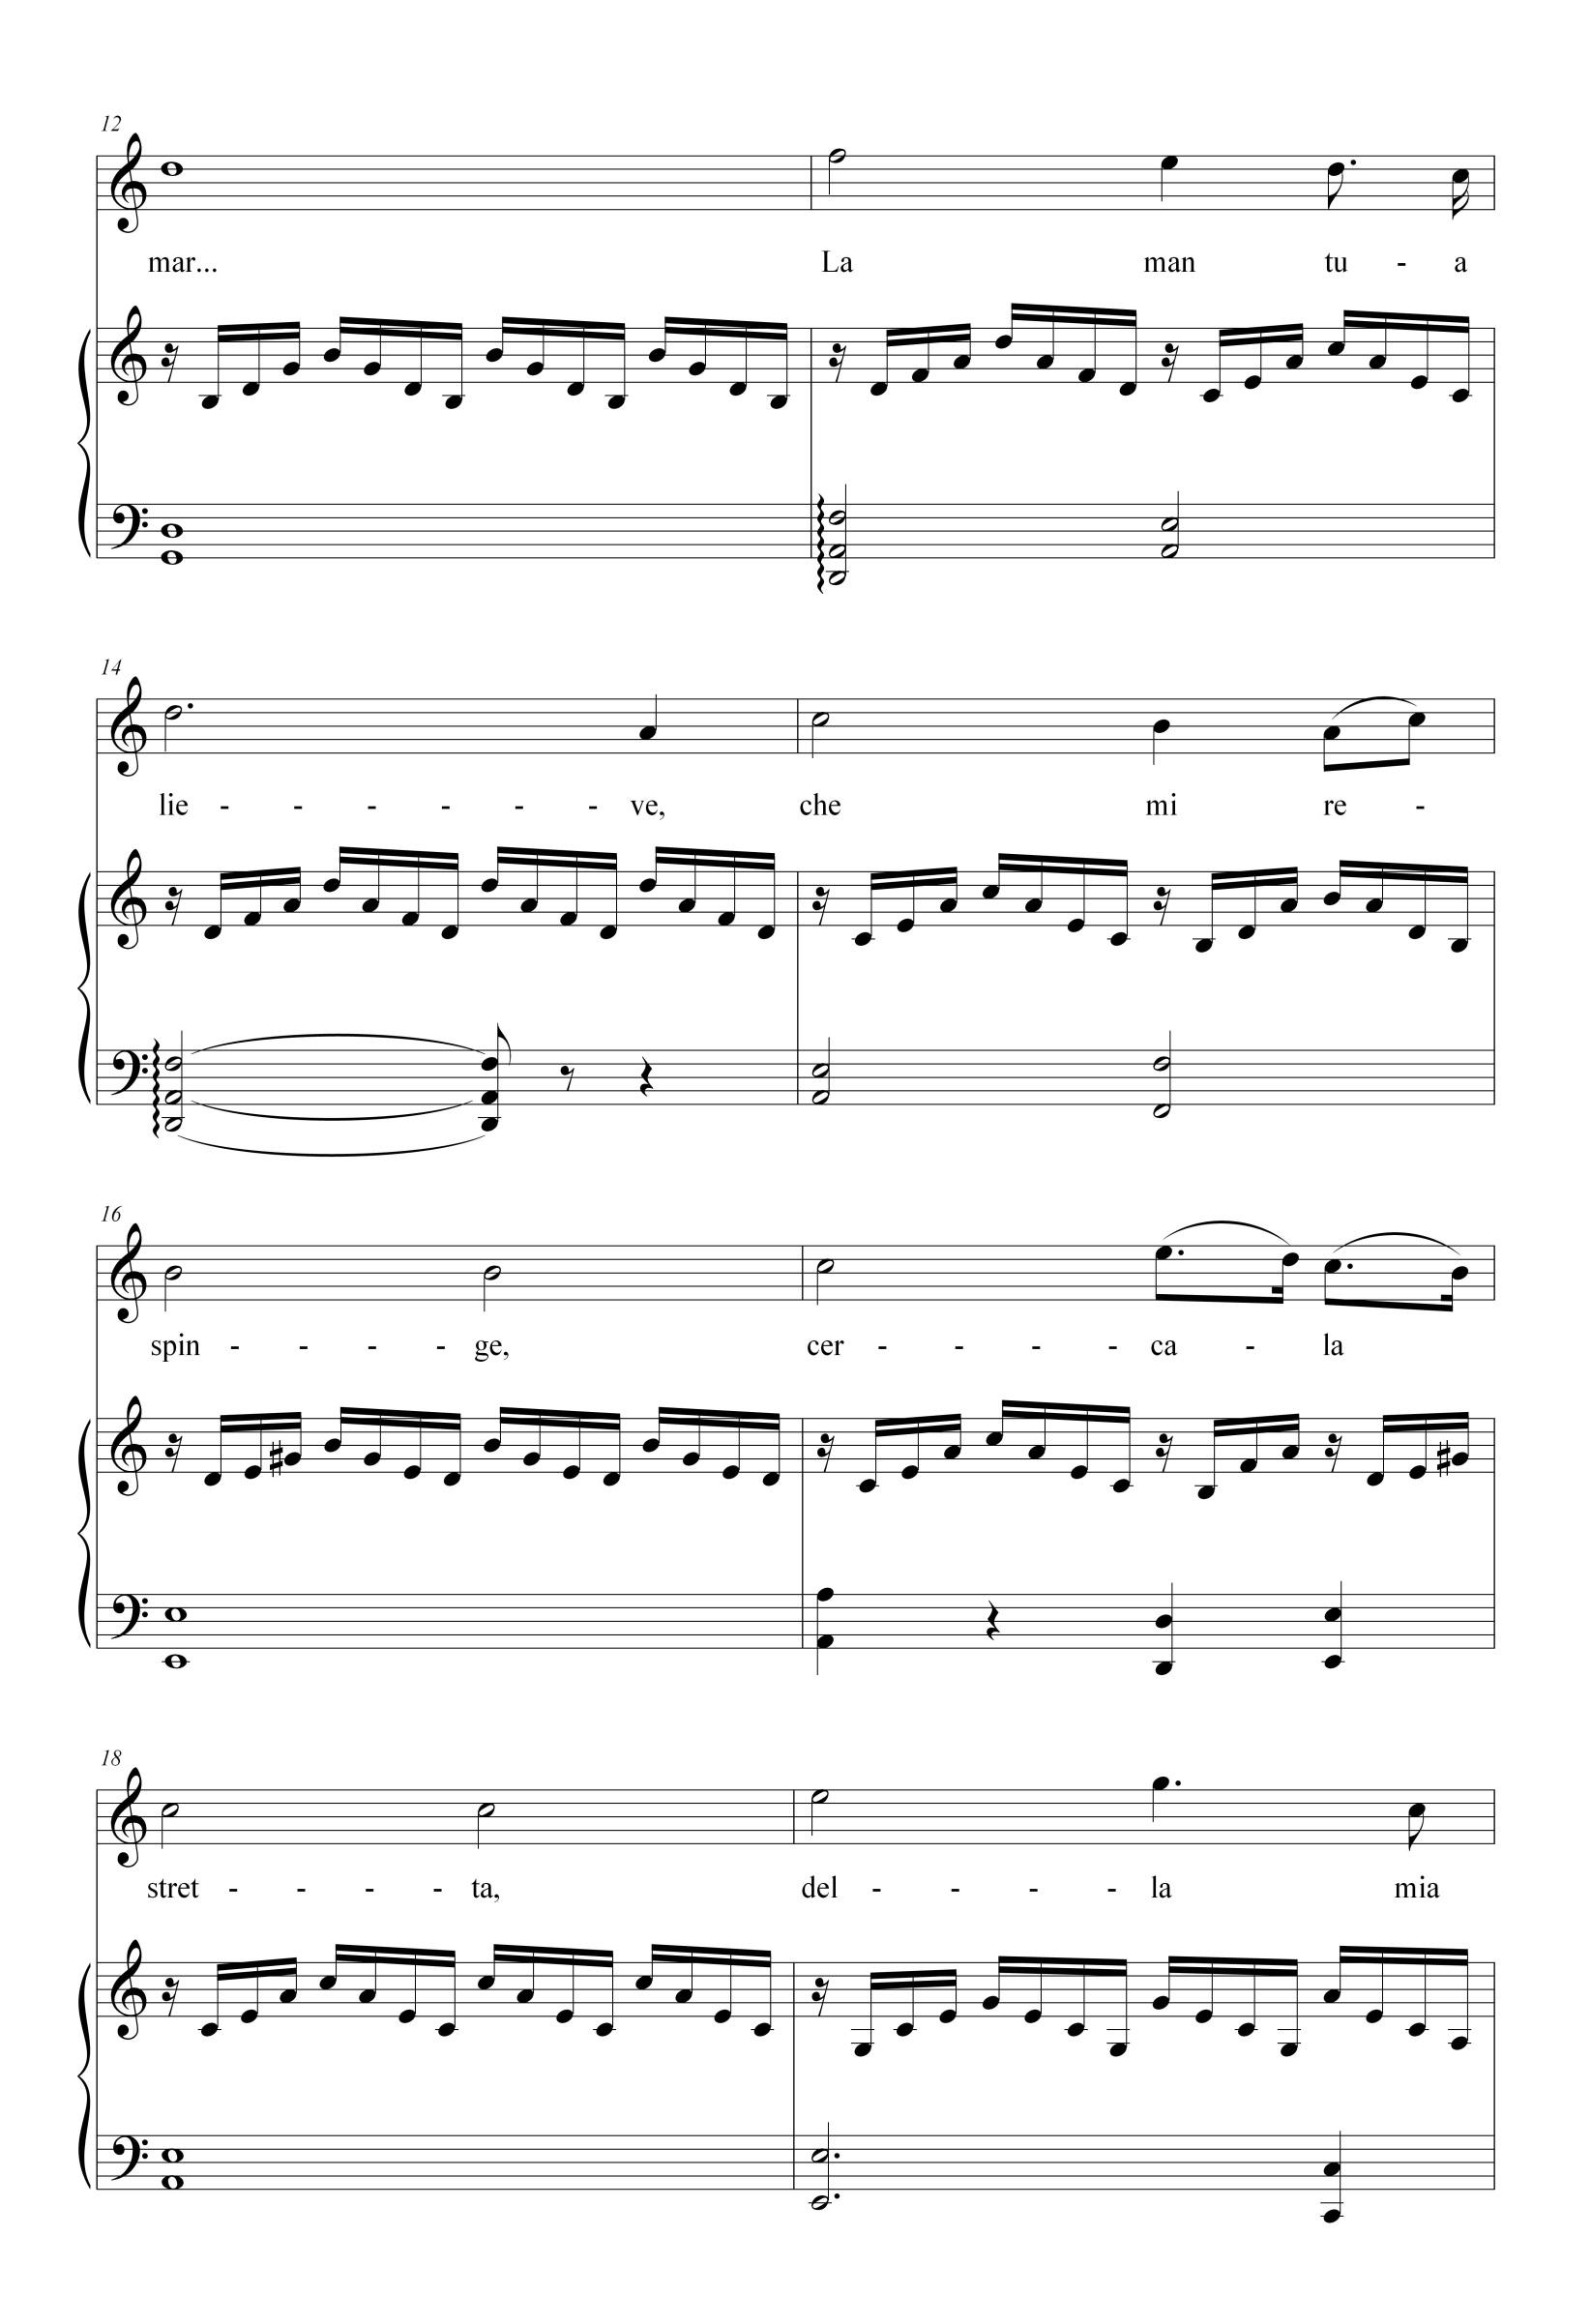 12
mar... La man tu - a
14
lie - - - - - - ve, che mi re -
16
spin - - - - ge, cer - - - - ca - la
18
stret - - - - ta, del - - - - la mia